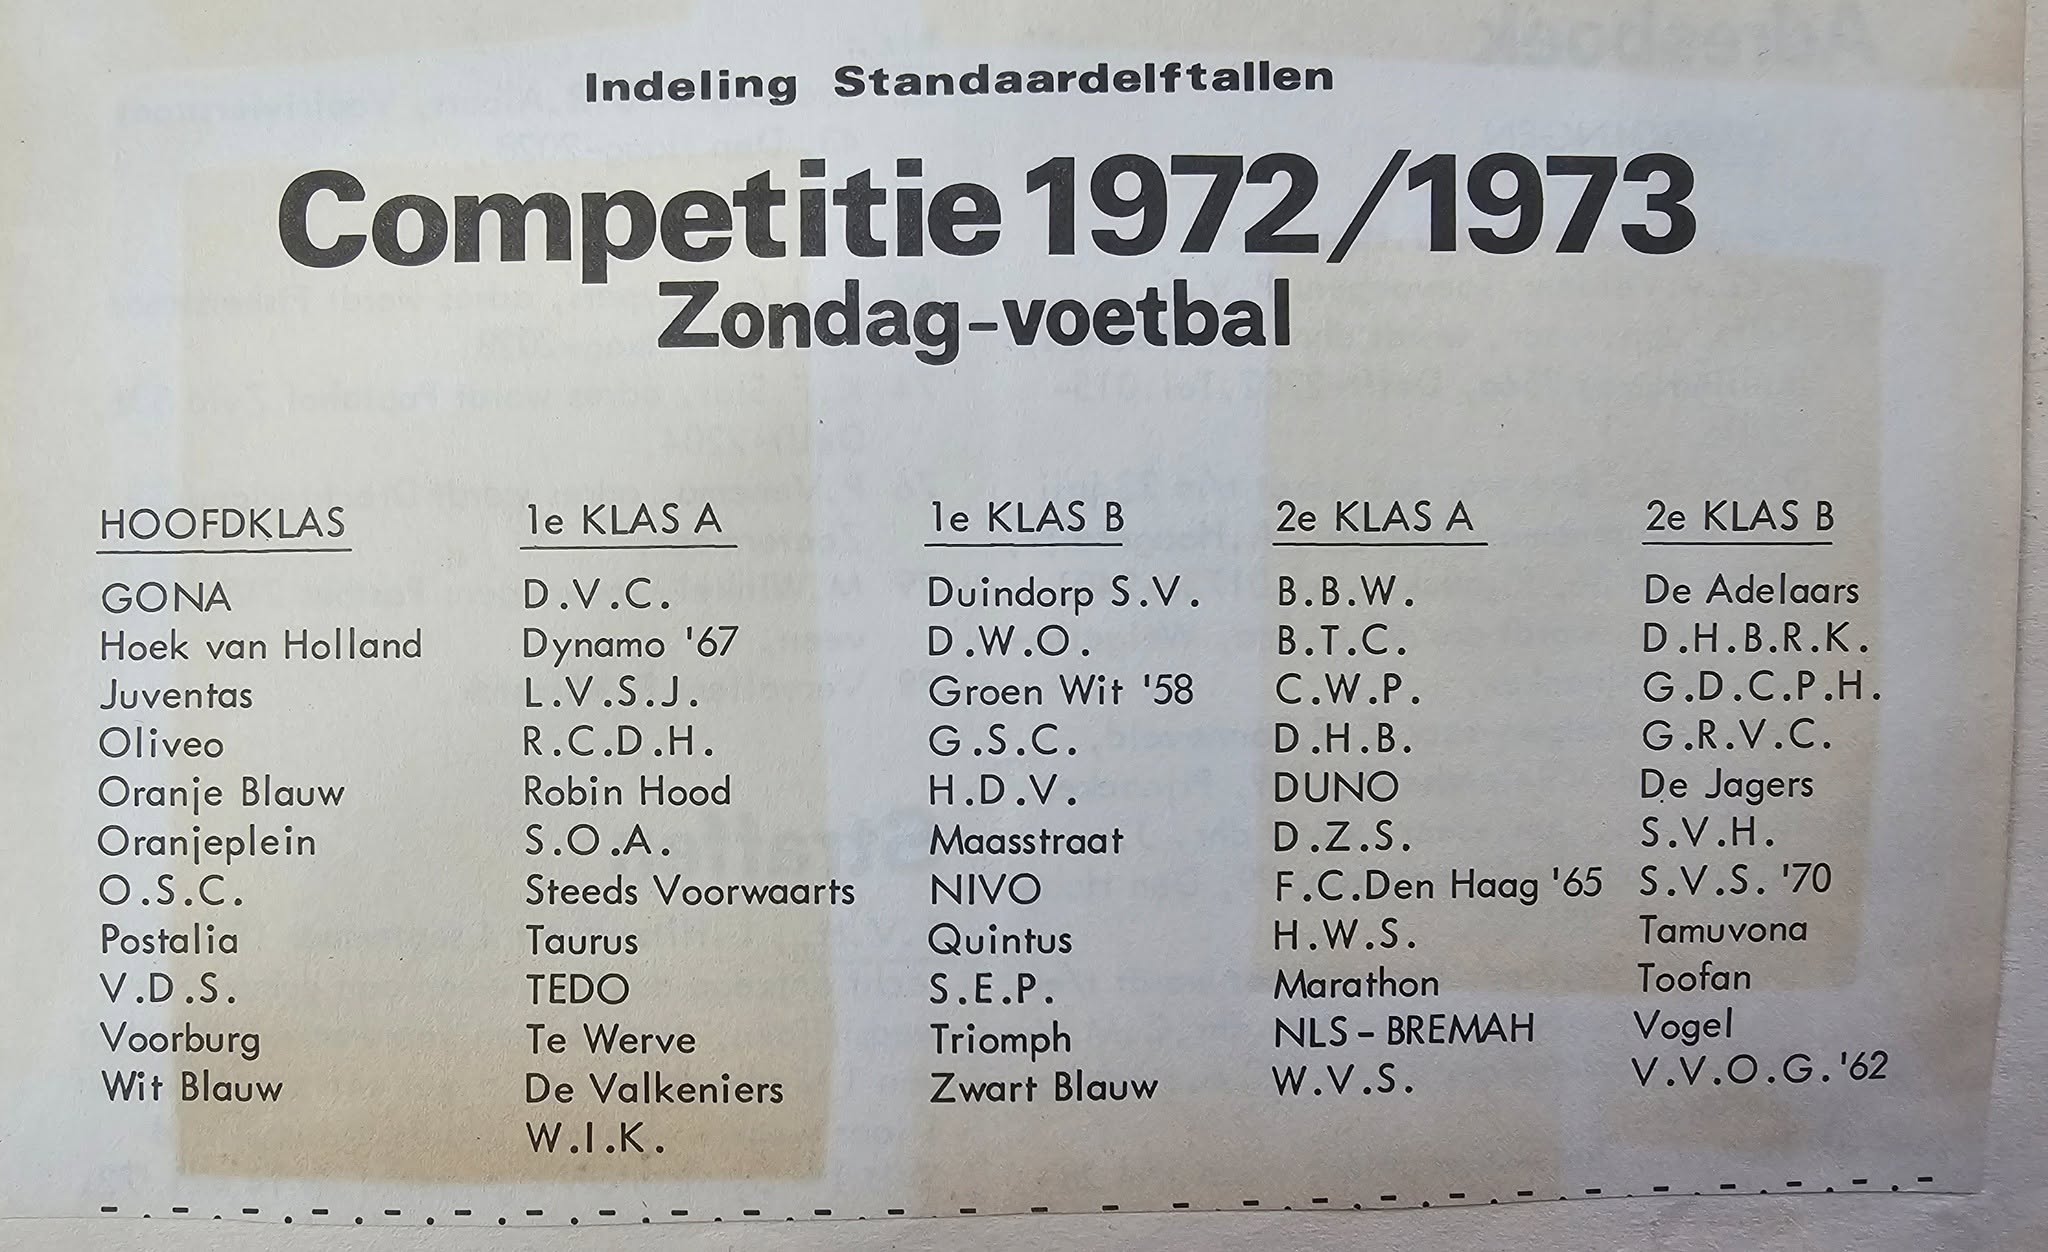 Indeling Standaardelftallen
Competitie 1972/1973
Zondag-voetbal
HOOFDKLAS
GONA
Hoek van Holland
Juventas
Oliveo
Oranje Blauw
Oranjeplein
O.S.C.
Postalia
V.D.S.
Voorburg
Wit Blauw
1e KLAS A
D.V.C.
Dynamo '67
L.V.S.J.
R.C.D.H.
Robin Hood
S.O.A.
Steeds Voorwaarts
Taurus
TEDO
Te Werve
De Valkeniers
W.I.K.
1e KLAS B
Duindorp S.V.
D.W.O.
Groen Wit '58
G.S.C.
H.D.V.
Maasstraat
NIVO
Quintus
S.E.P.
Triomph
Zwart Blauw
2e KLAS A
B.B.W.
B.T.C.
C.W.P.
D.H.B.
DUNO
D.Z.S.
F.C.Den Haag '65
H.W.S.
Marathon
NLS-BREMAH
W.V.S.
2e KLAS B
De Adelaars
D.H.B.R.K.
G.D.C.P.H.
G.R.V.C.
De Jagers
S.V.H.
S.V.S. '70
Tamuvona
Toofan
Vogel
V.V.O.G.'62